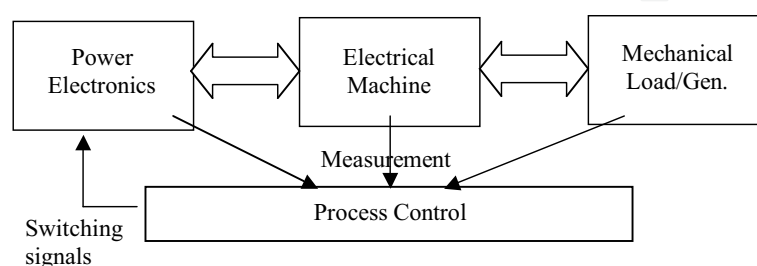 Power
Electronics
Electrical
Machine
Mechanical
Load/Gen.
Measurement
Process Control
Switching
signals